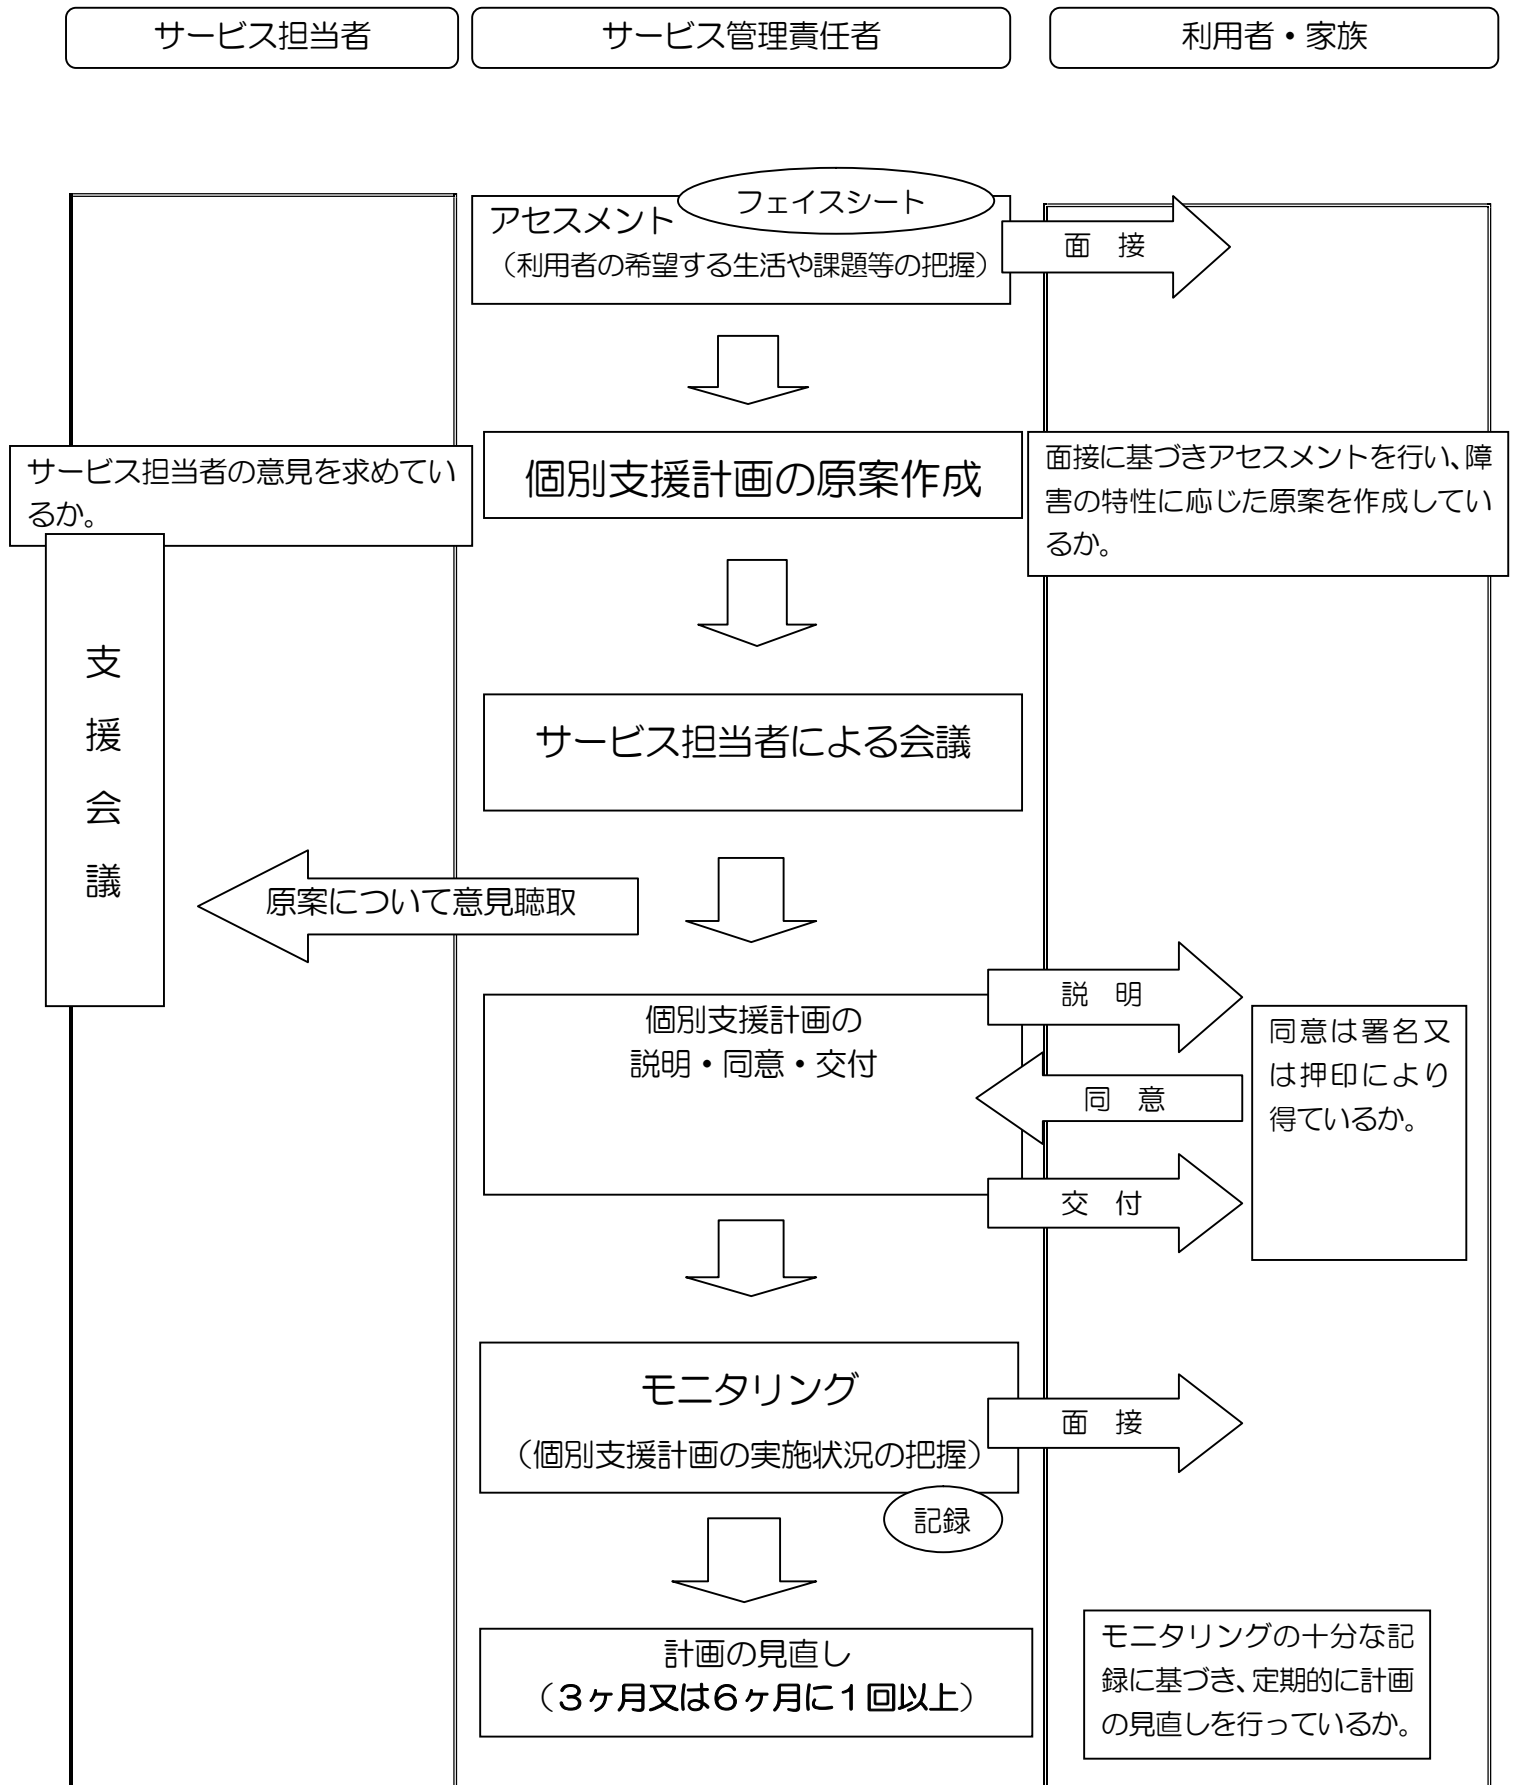 サービス担当者
サービス管理責任者
利用者・家族
フェイスシート
アセスメント
（利用者の希望する生活や課題等の把握）
面　接
サービス担当者の意見を求めてい
るか。
個別支援計画の原案作成
面接に基づきアセスメントを行い、障
害の特性に応じた原案を作成してい
るか。
支
援
会
議
サービス担当者による会議
原案について意見聴取
個別支援計画の
説明・同意・交付
説　明
同　意
交　付
同意は署名又
は押印により
得ているか。
モニタリング
（個別支援計画の実施状況の把握）
面　接
記録
計画の見直し
（３ヶ月又は６ヶ月に１回以上）
モニタリングの十分な記
録に基づき、定期的に計画
の見直しを行っているか。